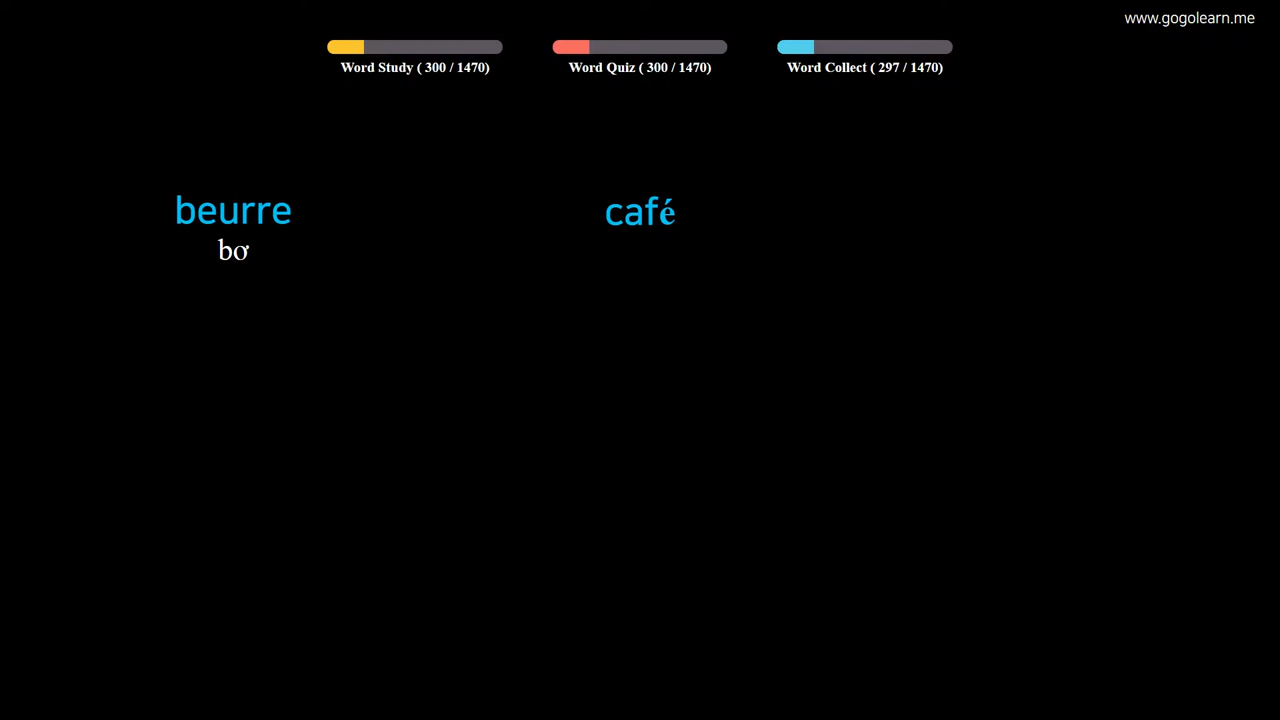 www.gogolearn.me
Word Study ( 300 / 1470)
Word Quiz ( 300 / 1470)
Word Collect ( 297 / 1470)
beurre
bơ
café